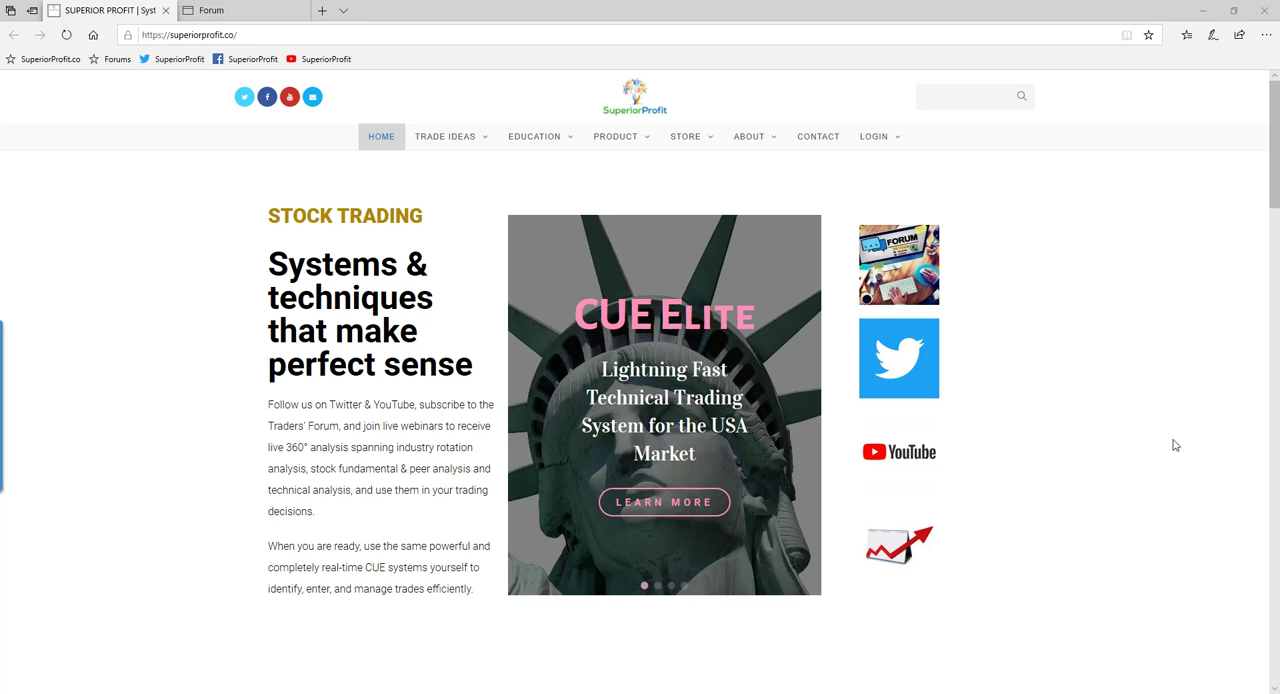 SUPERIOR PROFIT | Syst
Forum
https://superiorprofit.co/
SuperiorProfit.co Forums SuperiorProfit SuperiorProfit SuperiorProfit
SuperiorProfit
HOME TRADE IDEAS EDUCATION PRODUCT STORE ABOUT CONTACT LOGIN
STOCK TRADING
Systems &
techniques
that make
perfect sense
Follow us on Twitter & YouTube, subscribe to the
Traders' Forum, and join live webinars to receive
live 360° analysis spanning industry rotation
analysis, stock fundamental & peer analysis and
technical analysis, and use them in your trading
decisions.
When you are ready, use the same powerful and
completely real-time CUE systems yourself to
identify, enter, and manage trades efficiently.
CUE ELITE
Lightning Fast
Technical Trading
System for the USA
Market
LEARN MORE
FORUM
YouTube